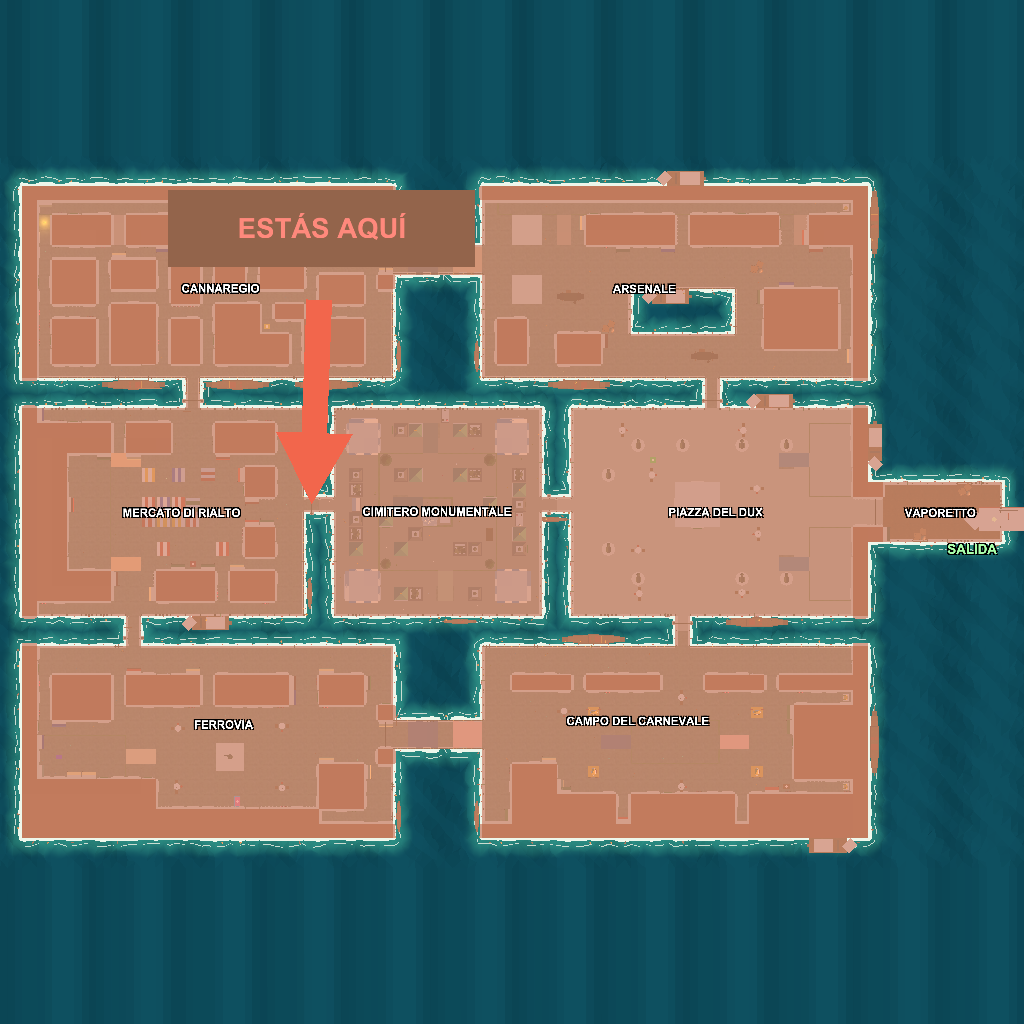 ESTÁS AQUÍ
CANNAREGIO
ARSENALE
MERCATO DI RIALTO
CIMITERO MONUMENTALE
PIAZZA DEL DUX
VAPORETTO
SALIDA
FERROVIA
CAMPO DEL CARNEVALE